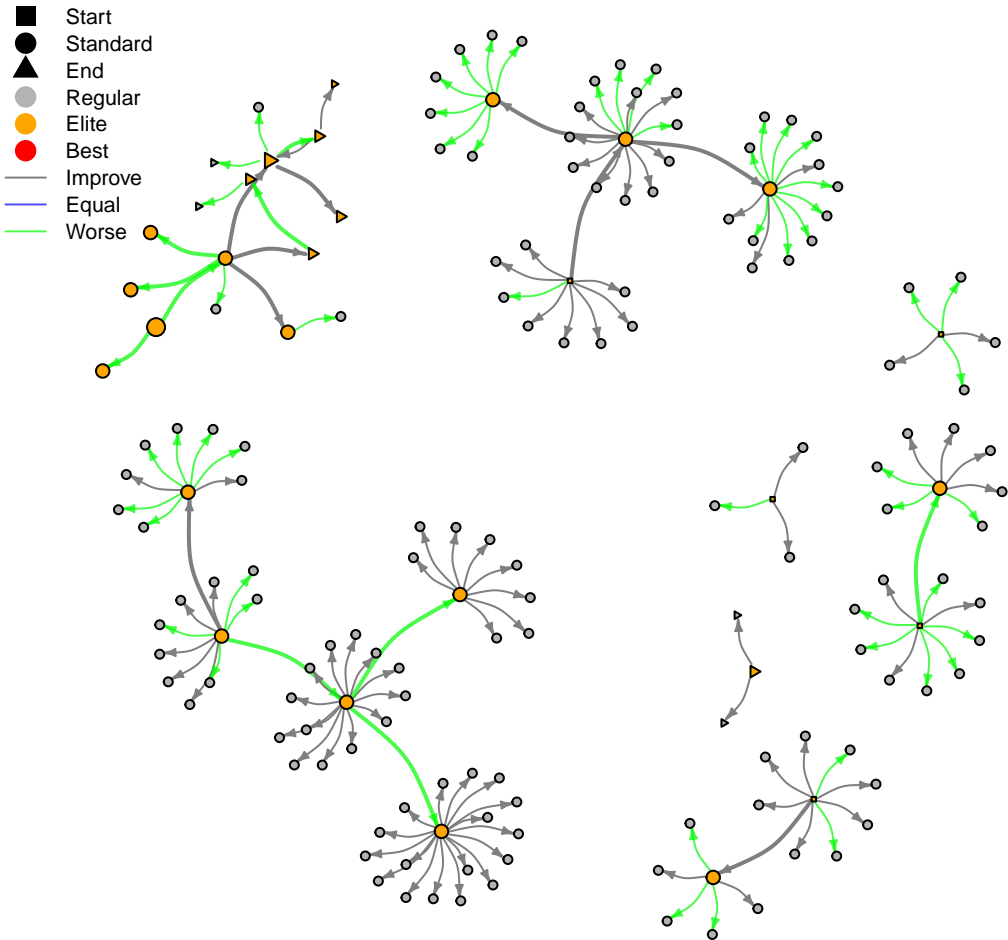 Start
Standard
End
Regular
Elite
Best
Improve
Equal
Worse